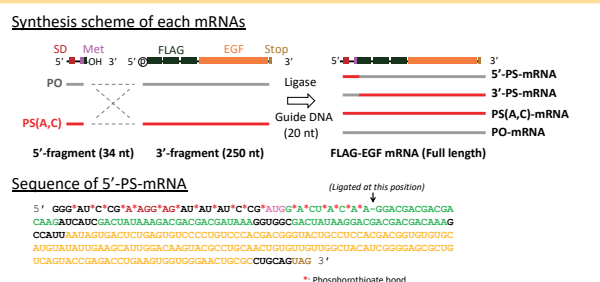 Synthesis scheme of each mRNAs
SD Met FLAG EGF Stop
5' -OH 3' 5' P 3' 5' 3'
PO
PS(A,C)
Ligase
Guide DNA
(20 nt)
5'-PS-mRNA
3'-PS-mRNA
PS(A,C)-mRNA
PO-mRNA
5'-fragment (34 nt) 3'-fragment (250 nt) FLAG-EGF mRNA (Full length)
Sequence of 5'-PS-mRNA
(Ligated at this position)
5' GGG*AU*C*CG*A*AGG*AG*AU*AU*AU*C*CG*AUGG*A*CU*A*C*A*A-GGACGACGACGA
CAAGAUCAUCGACUAUAAAGACGACGACGAUAAAGGUGGCGACUAUAAGGACGACGACGACAAAG
CCAUUAAUAGUGACUCUGAGUGUCCCCUGUCCCACGACGGGUACUGCCUCCACGACGGUGUGUGC
AUGUAUAUUGAAGCAUUGGACAAGUACGCCUGCAACUGUGUUGUUGGCUACAUCGGGGAGCGCUG
UCAGUACCGAGACCUGAAGUGGUGGGAACUGCGCCUGCAGUAG 3'
*: Phosphorothioate bond